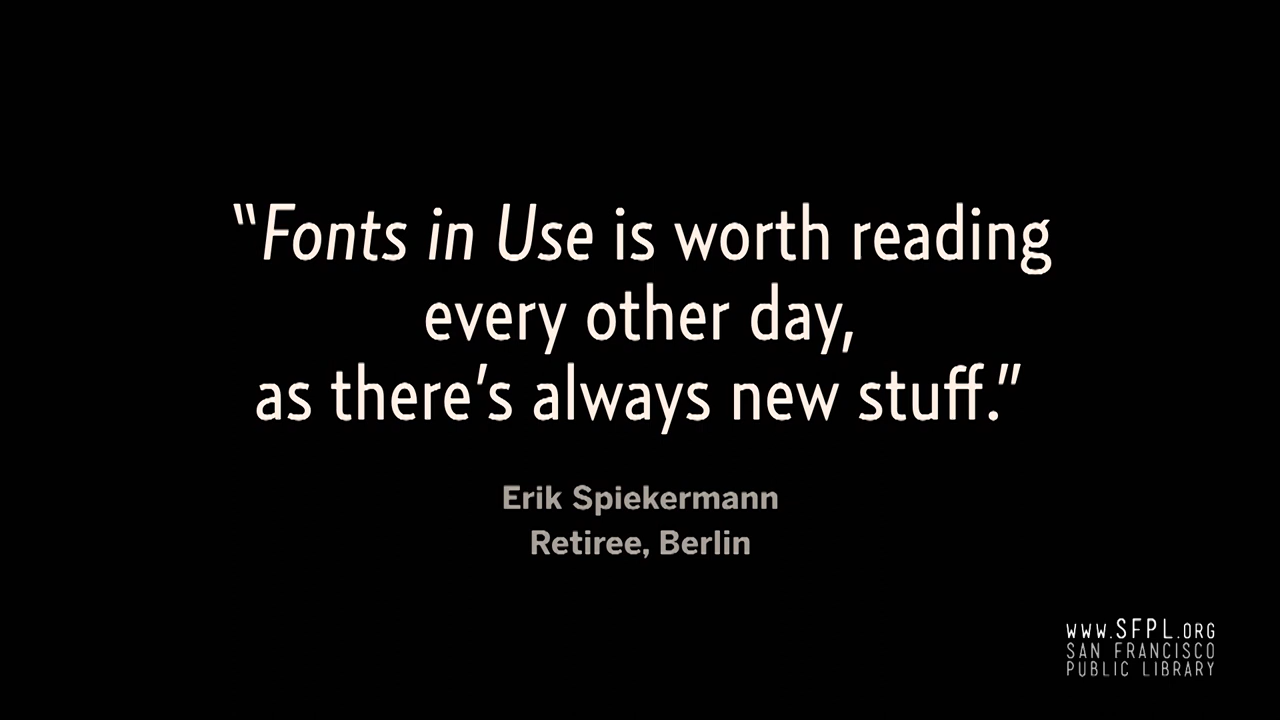 “Fonts in Use is worth reading
every other day,
as there’s always new stuff.”
Erik Spiekermann
Retiree, Berlin
WWW.SFPL.ORG
SAN FRANCISCO
PUBLIC LIBRARY